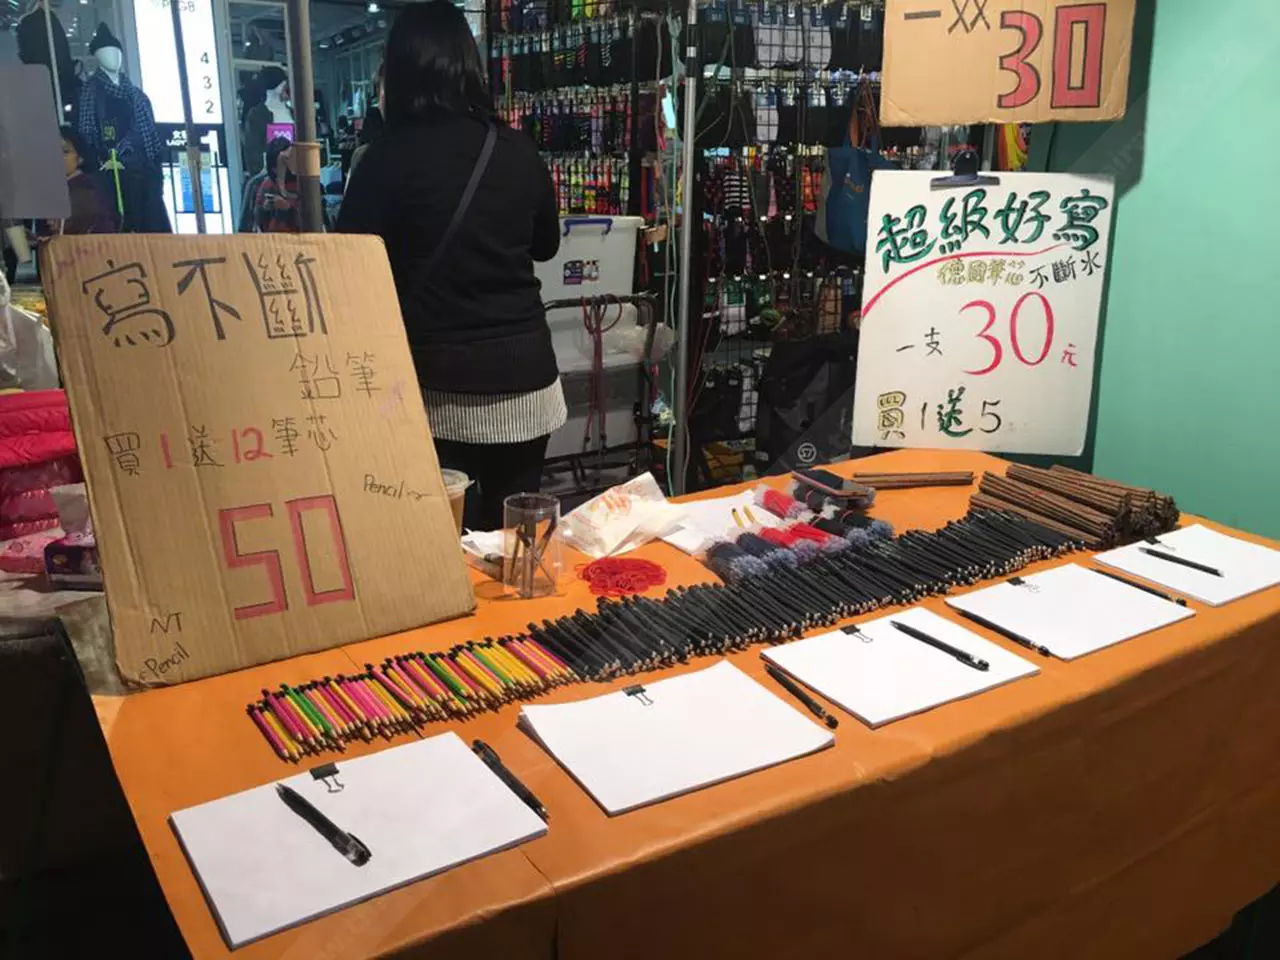 432
寫不斷
鉛筆
買1送12筆芯
Pencil
50
NT
Pencil
一双
30
超級好寫
德國筆芯 不斷水
一支 30元
買1送5